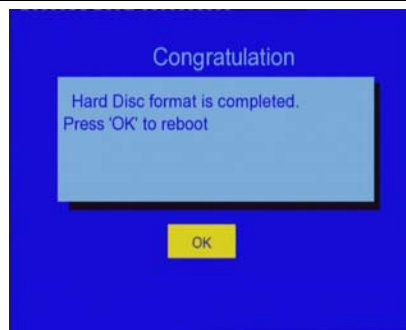 Congratulation
Hard Disc format is completed.
Press 'OK' to reboot
OK